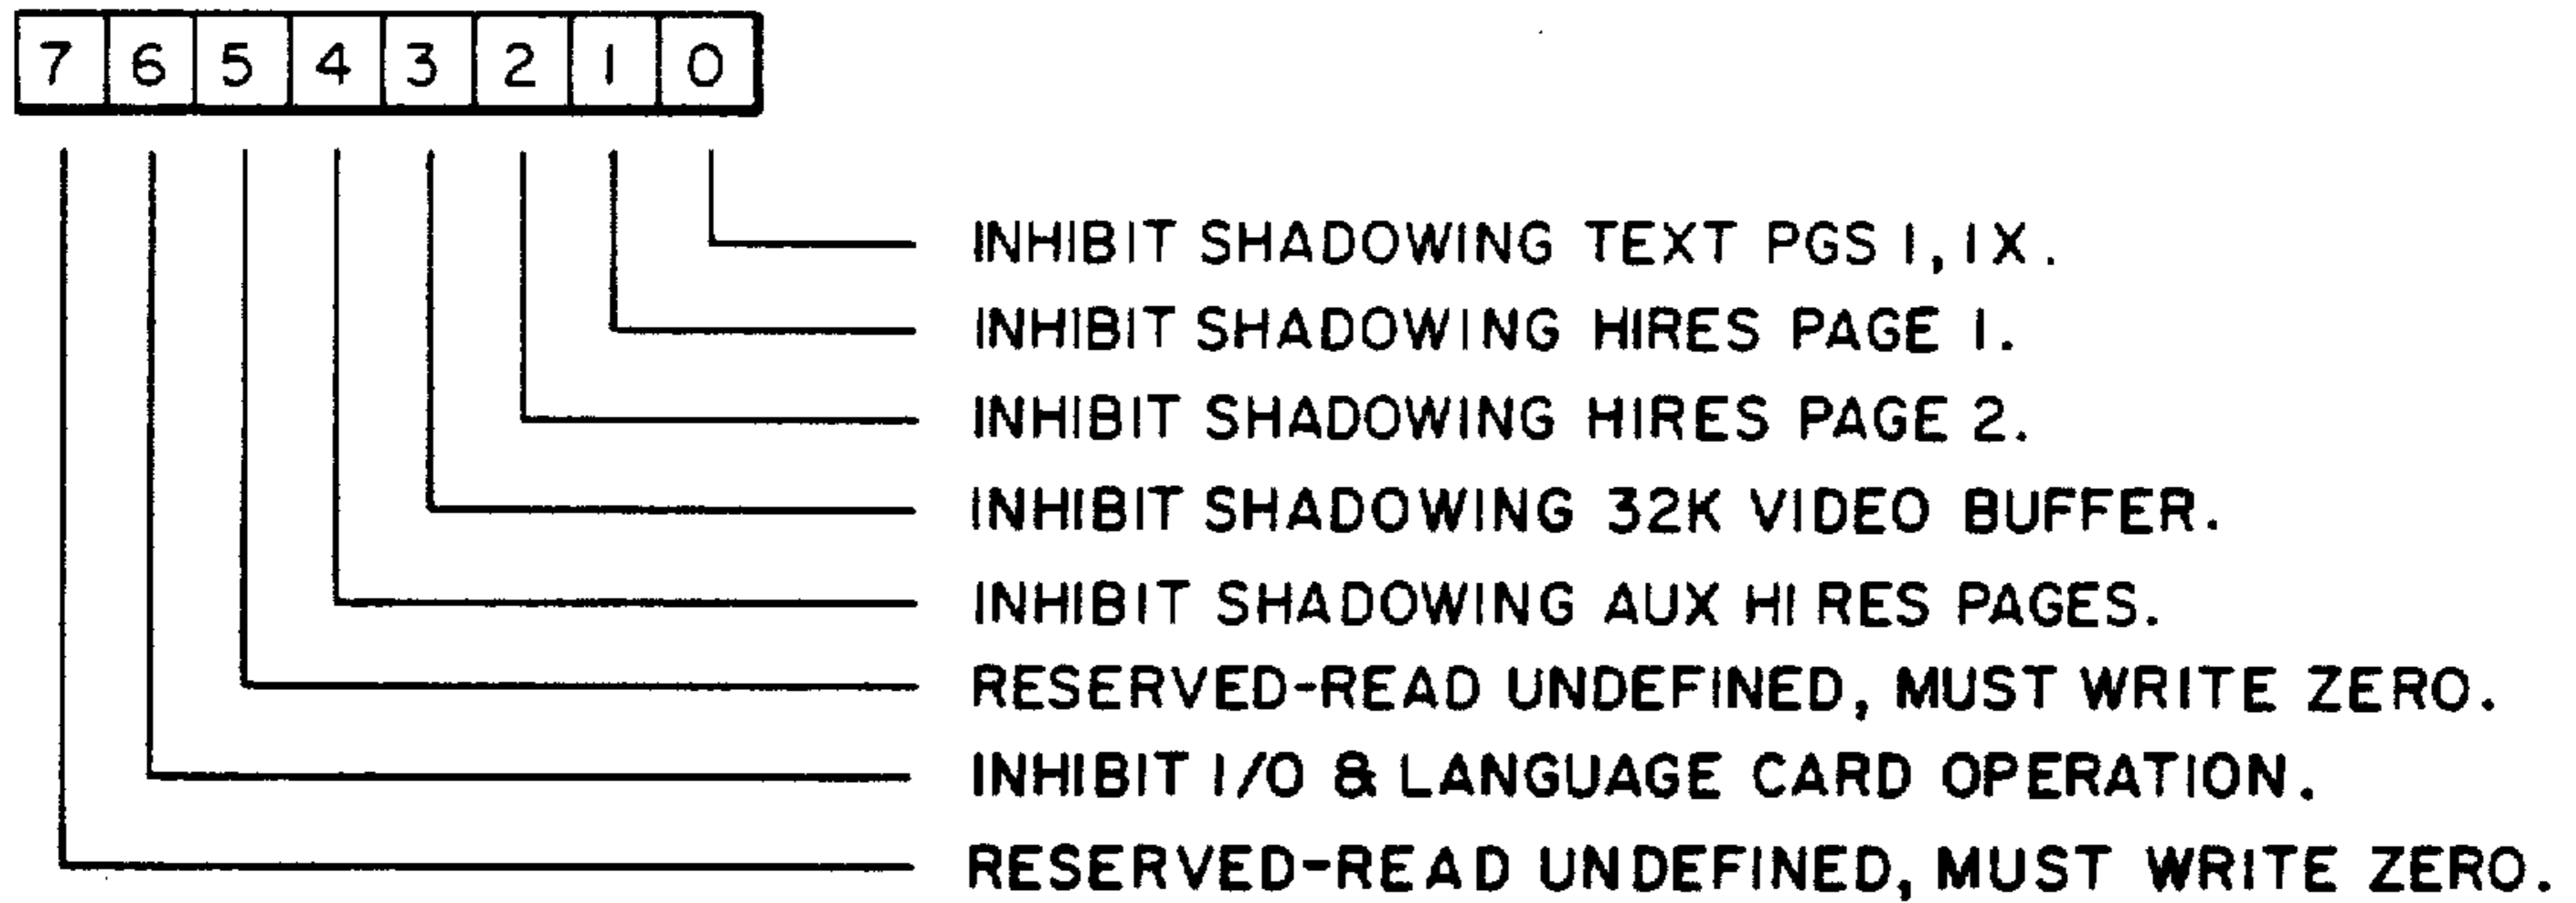 7 6 5 4 3 2 1 0
INHIBIT SHADOWING TEXT PGS 1, 1X.
INHIBIT SHADOWING HIRES PAGE 1.
INHIBIT SHADOWING HIRES PAGE 2.
INHIBIT SHADOWING 32K VIDEO BUFFER.
INHIBIT SHADOWING AUX HI RES PAGES.
RESERVED-READ UNDEFINED, MUST WRITE ZERO.
INHIBIT I/O & LANGUAGE CARD OPERATION.
RESERVED-READ UNDEFINED, MUST WRITE ZERO.